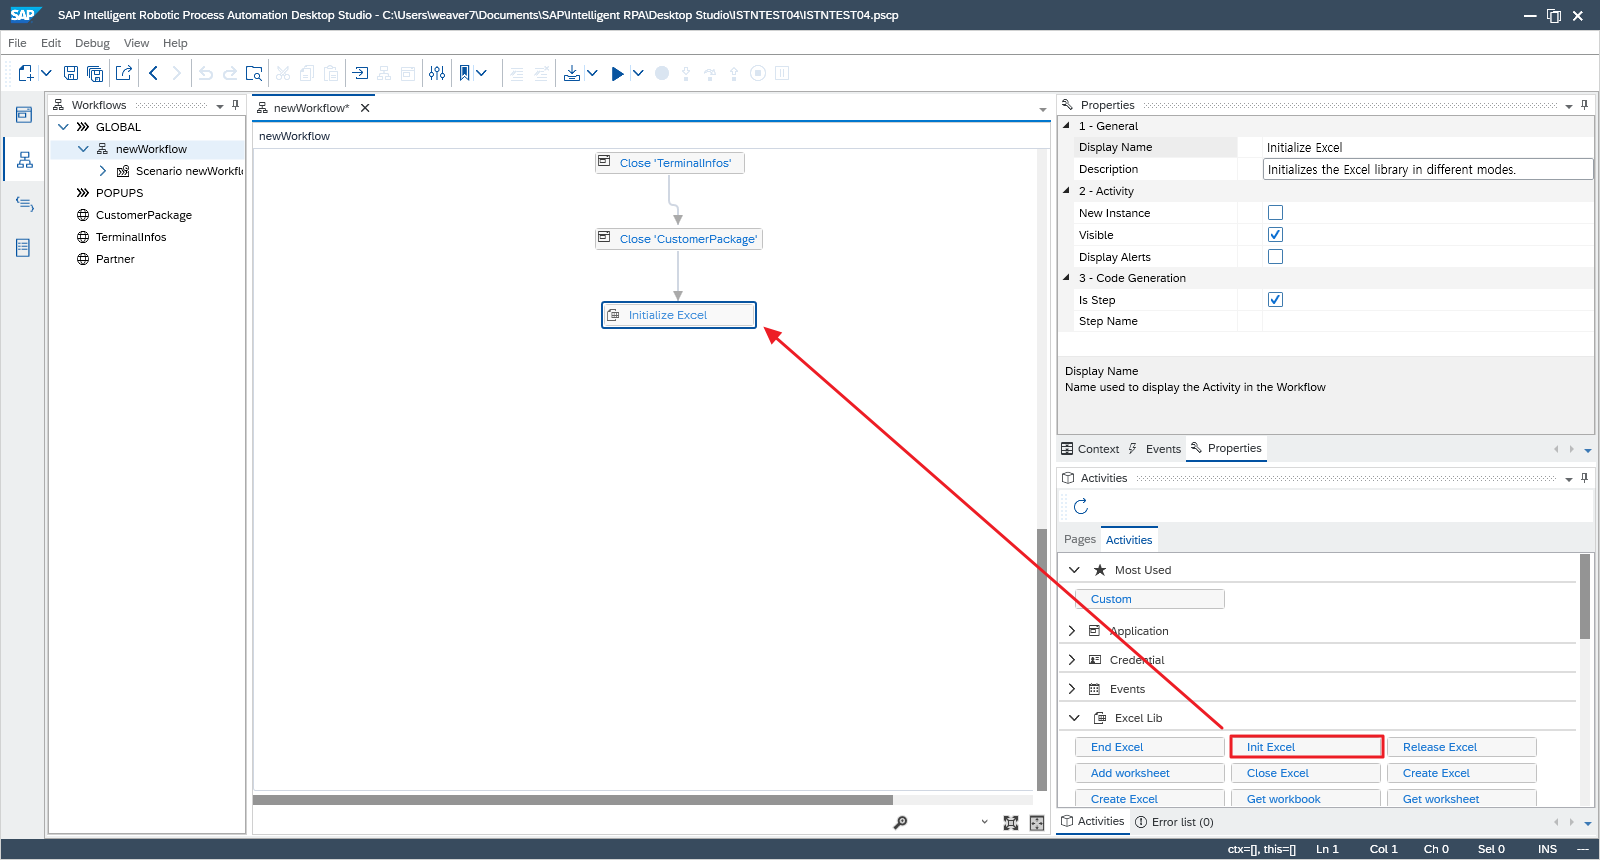 SAP SAP Intelligent Robotic Process Automation Desktop Studio - C:\Users\weaver7\Documents\SAP\Intelligent RPA\Desktop Studio\ISTNTEST04\ISTNTEST04.pscp
File Edit Debug View Help
Workflows
GLOBAL
newWorkflow
Scenario newWorkfl
POPUPS
CustomerPackage
TerminalInfos
Partner
newWorkflow*
newWorkflow
Close 'TerminalInfos'
Close 'CustomerPackage'
Initialize Excel
Properties
1 - General
Display Name Initialize Excel
Description Initializes the Excel library in different modes.
2 - Activity
New Instance
Visible
Display Alerts
3 - Code Generation
Is Step
Step Name
Display Name
Name used to display the Activity in the Workflow
Context Events Properties
Activities
Pages Activities
Most Used
Custom
Application
Credential
Events
Excel Lib
End Excel Init Excel Release Excel
Add worksheet Close Excel Create Excel
Create Excel Get workbook Get worksheet
Activities Error list (0)
ctx=[], this=[] Ln 1 Col 1 Ch 0 Sel 0 INS ---